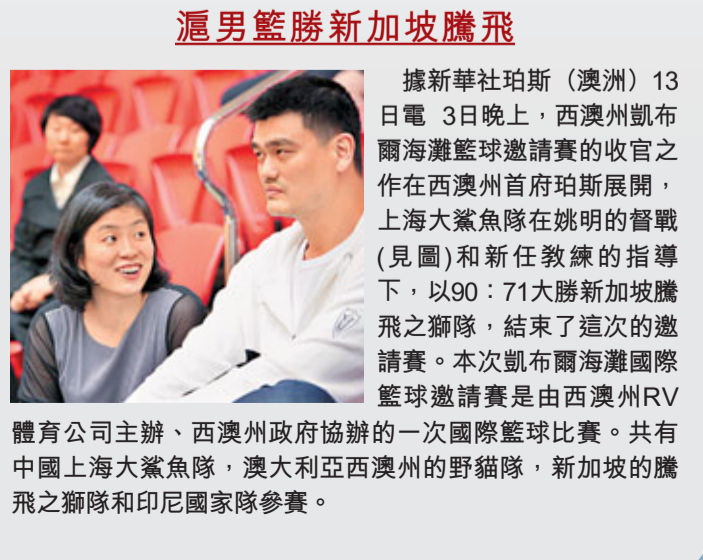 滬男籃勝新加坡騰飛
據新華社珀斯（澳洲）13
日電 3日晚上，西澳州凱布
爾海灘籃球邀請賽的收官之
作在西澳州首府珀斯展開，
上海大鯊魚隊在姚明的督戰
(見圖)和新任教練的指導
下，以90：71大勝新加坡騰
飛之獅隊，結束了這次的邀
請賽。本次凱布爾海灘國際
籃球邀請賽是由西澳州RV
體育公司主辦、西澳州政府協辦的一次國際籃球比賽。共有
中國上海大鯊魚隊，澳大利亞西澳州的野貓隊，新加坡的騰
飛之獅隊和印尼國家隊參賽。